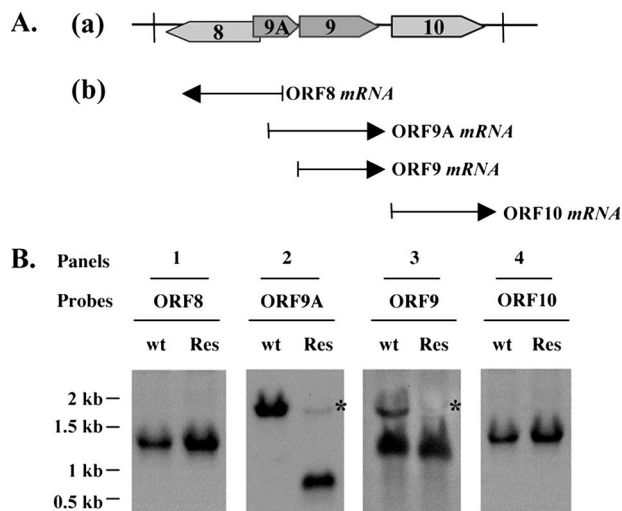 A. (a) 8 9A 9 10
(b) ORF8 mRNA
ORF9A mRNA
ORF9 mRNA
ORF10 mRNA
B. Panels 1 2 3 4
Probes ORF8 ORF9A ORF9 ORF10
wt Res wt Res wt Res wt Res
2 kb * *
1.5 kb
1 kb
0.5 kb